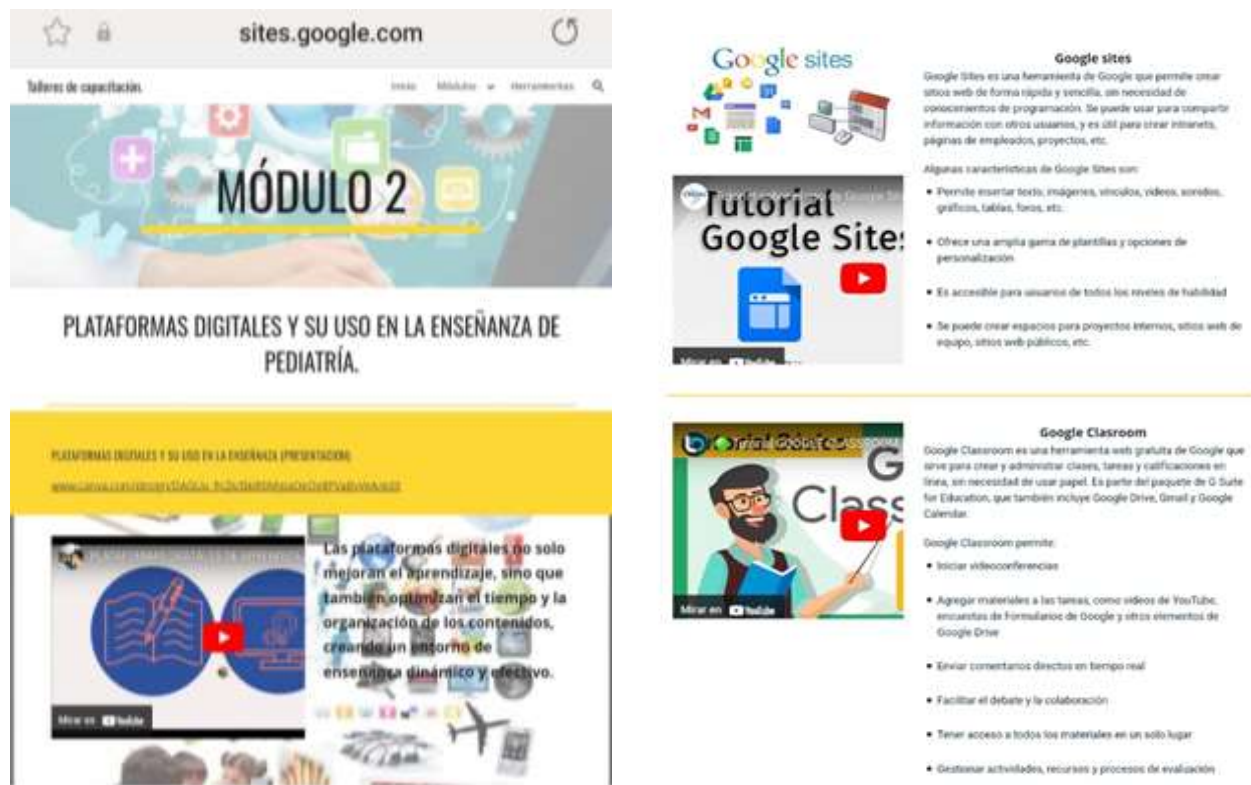 sites.google.com
Talleres de capacitación.
Inicio Módulos Herramientas
MÓDULO 2
PLATAFORMAS DIGITALES Y SU USO EN LA ENSEÑANZA DE
PEDIATRÍA.
PLATAFORMAS DIGITALES Y SU USO EN LA ENSEÑANZA (PRESENTACIÓN)
Las plataformas digitales no solo
mejoran el aprendizaje, sino que
también optimizan el tiempo y la
organización de los contenidos,
creando un entorno de
enseñanza dinámico y efectivo.
Mirar en YouTube
Google sites
Google sites
Google Sites es una herramienta de Google que permite crear
sitios web de forma rápida y sencilla, sin necesidad de
conocimientos de programación. Se puede usar para compartir
información con otros usuarios, y es útil para crear intranets,
páginas de empleados, proyectos, etc.
Algunas características de Google Sites son:
• Permite insertar texto, imágenes, vínculos, videos, sonidos,
gráficos, tablas, foros, etc.
• Ofrece una amplia gama de plantillas y opciones de
personalización
• Es accesible para usuarios de todos los niveles de habilidad
• Se puede crear espacios para proyectos internos, sitios web de
equipo, sitios web públicos, etc.
Tutorial
Google Sites
Mirar en YouTube
Google Clasroom
Google Classroom es una herramienta web gratuita de Google que
sirve para crear y administrar clases, tareas y calificaciones en
línea, sin necesidad de usar papel. Es parte del paquete de G Suite
for Education, que también incluye Google Drive, Gmail y Google
Calendar.
Google Classroom permite:
• Iniciar videoconferencias
• Agregar materiales a las tareas, como videos de YouTube,
encuestas de Formularios de Google y otros elementos de
Google Drive
• Enviar comentarios directos en tiempo real
• Facilitar el debate y la colaboración
• Tener acceso a todos los materiales en un solo lugar
• Gestionar actividades, recursos y procesos de evaluación
Tutorial GOOGLE CLASSROOM
Mirar en YouTube